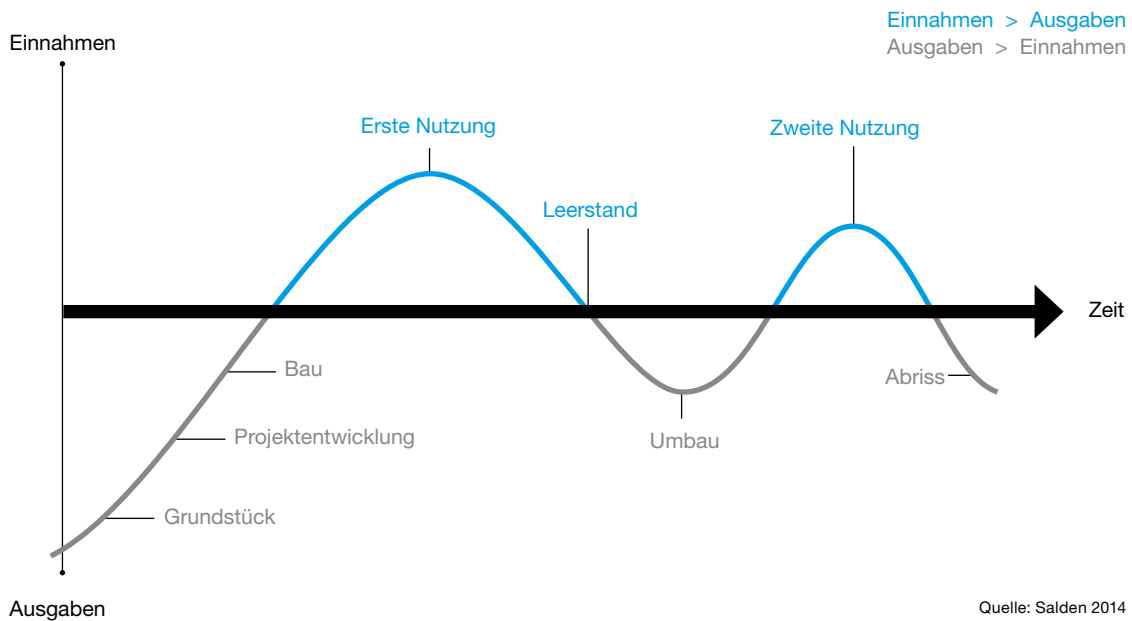 Einnahmen > Ausgaben
Ausgaben > Einnahmen
Einnahmen
Erste Nutzung
Zweite Nutzung
Leerstand
Zeit
Bau
Abriss
Projektentwicklung
Umbau
Grundstück
Ausgaben
Quelle: Salden 2014